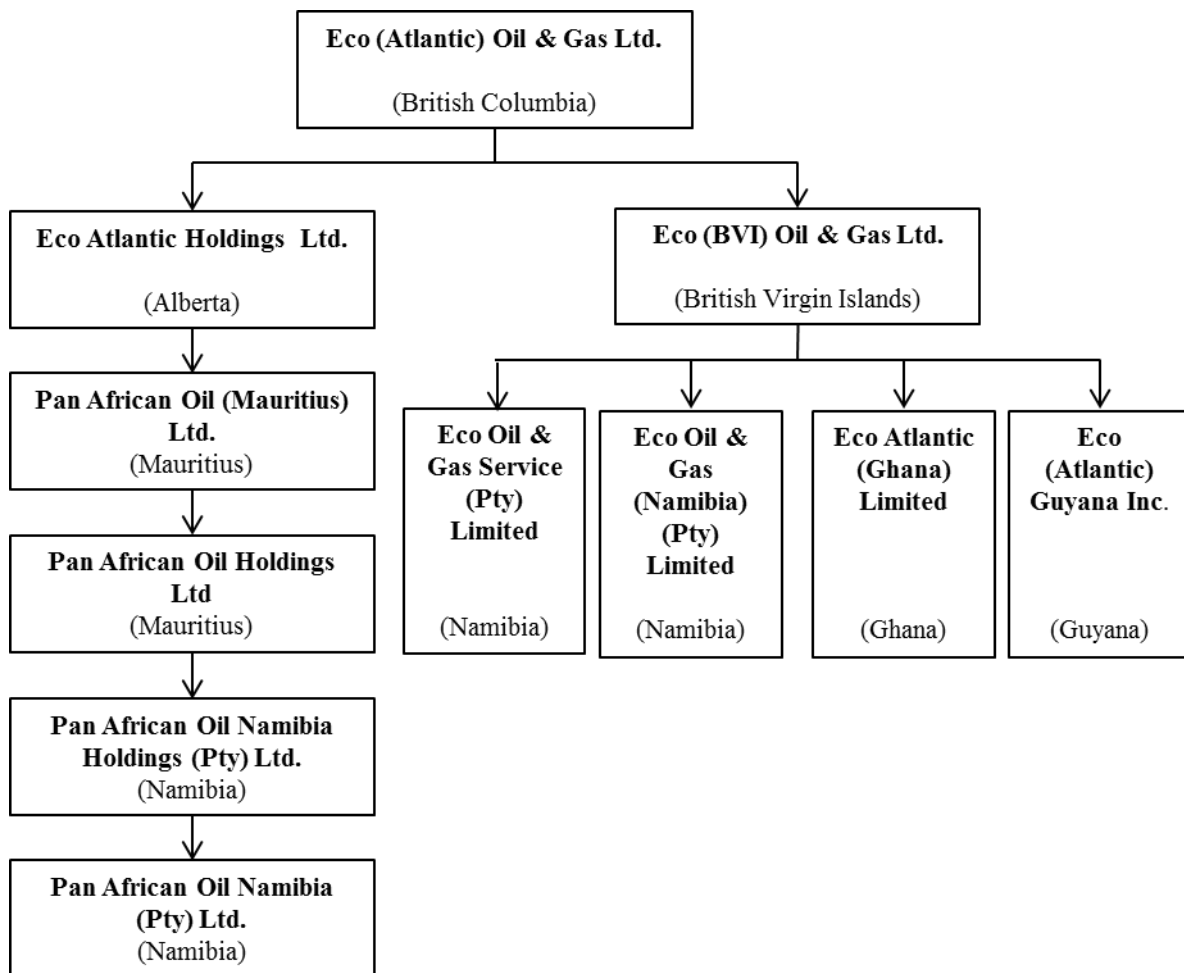 Eco (Atlantic) Oil & Gas Ltd.
(British Columbia)
Eco Atlantic Holdings Ltd.
(Alberta)
Eco (BVI) Oil & Gas Ltd.
(British Virgin Islands)
Pan African Oil (Mauritius)
Ltd.
(Mauritius)
Pan African Oil Holdings
Ltd
(Mauritius)
Pan African Oil Namibia
Holdings (Pty) Ltd.
(Namibia)
Pan African Oil Namibia
(Pty) Ltd.
(Namibia)
Eco Oil &
Gas Service
(Pty)
Limited
(Namibia)
Eco Oil &
Gas
(Namibia)
(Pty)
Limited
(Namibia)
Eco Atlantic
(Ghana)
Limited
(Ghana)
Eco
(Atlantic)
Guyana Inc.
(Guyana)